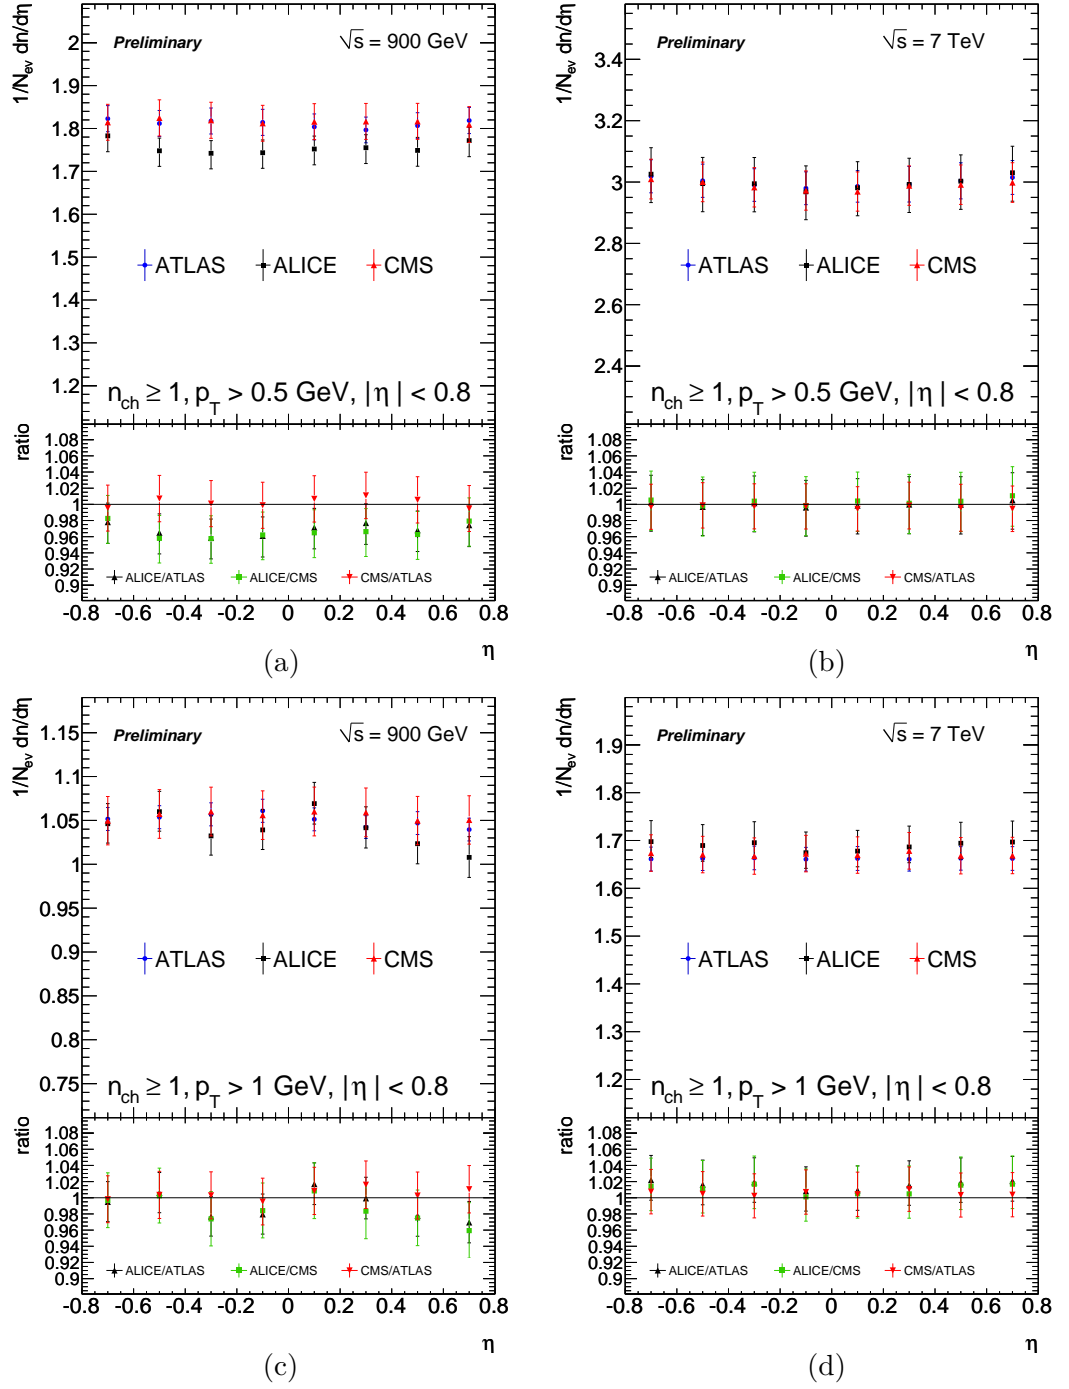 1/N_ev dn/dη
Preliminary
√s = 900 GeV
2
1.9
1.8
1.7
1.6
1.5
1.4
1.3
1.2
ATLAS ALICE CMS
n_ch ≥ 1, p_T > 0.5 GeV, |η| < 0.8
ratio
1.08
1.06
1.04
1.02
1
0.98
0.96
0.94
0.92
0.9
ALICE/ATLAS ALICE/CMS CMS/ATLAS
-0.8 -0.6 -0.4 -0.2 0 0.2 0.4 0.6 0.8
η
(a)
1/N_ev dn/dη
Preliminary
√s = 7 TeV
3.4
3.2
3.0
2.8
2.6
2.4
ATLAS ALICE CMS
n_ch ≥ 1, p_T > 0.5 GeV, |η| < 0.8
ratio
1.08
1.06
1.04
1.02
1
0.98
0.96
0.94
0.92
0.9
ALICE/ATLAS ALICE/CMS CMS/ATLAS
-0.8 -0.6 -0.4 -0.2 0 0.2 0.4 0.6 0.8
η
(b)
1/N_ev dn/dη
Preliminary
√s = 900 GeV
1.15
1.1
1.05
1
0.95
0.9
0.85
0.8
0.75
ATLAS ALICE CMS
n_ch ≥ 1, p_T > 1 GeV, |η| < 0.8
ratio
1.08
1.06
1.04
1.02
1
0.98
0.96
0.94
0.92
0.9
ALICE/ATLAS ALICE/CMS CMS/ATLAS
-0.8 -0.6 -0.4 -0.2 0 0.2 0.4 0.6 0.8
η
(c)
1/N_ev dn/dη
Preliminary
√s = 7 TeV
1.9
1.8
1.7
1.6
1.5
1.4
1.3
1.2
ATLAS ALICE CMS
n_ch ≥ 1, p_T > 1 GeV, |η| < 0.8
ratio
1.08
1.06
1.04
1.02
1
0.98
0.96
0.94
0.92
0.9
ALICE/ATLAS ALICE/CMS CMS/ATLAS
-0.8 -0.6 -0.4 -0.2 0 0.2 0.4 0.6 0.8
η
(d)